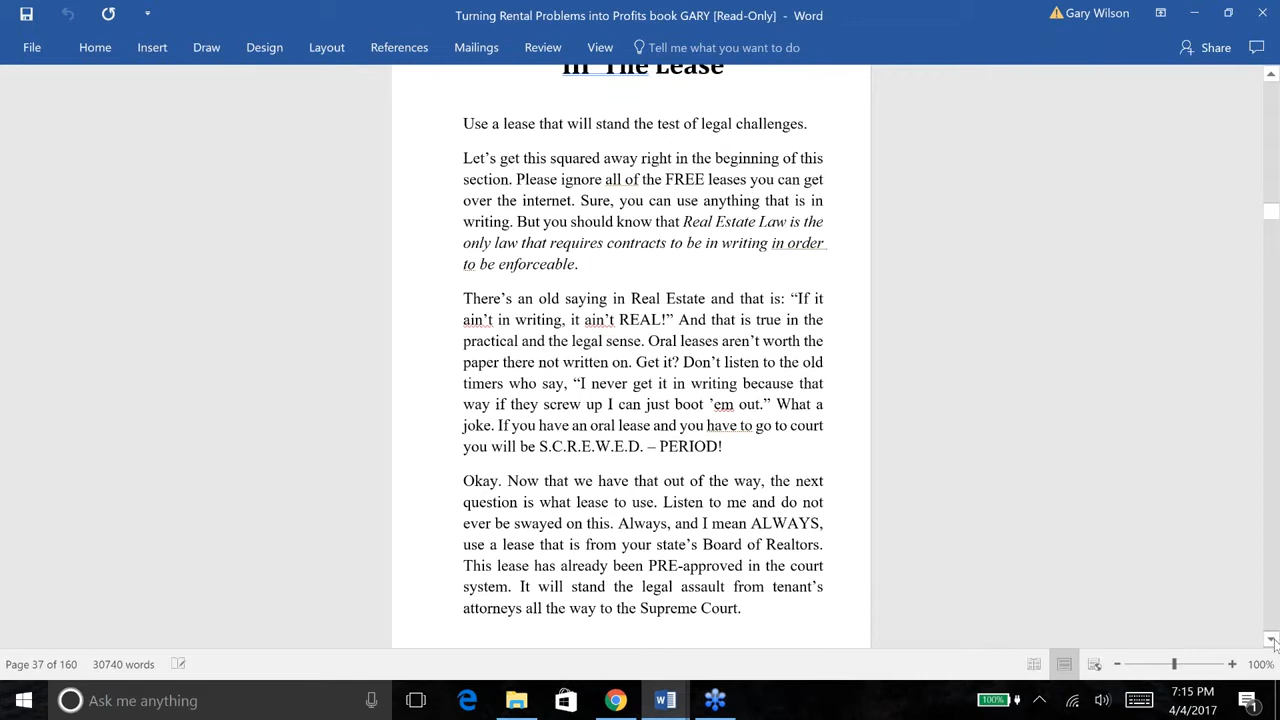 Turning Rental Problems into Profits book GARY [Read-Only] - Word
Gary Wilson
File Home Insert Draw Design Layout References Mailings Review View Tell me what you want to do Share
In The Lease
Use a lease that will stand the test of legal challenges.
Let’s get this squared away right in the beginning of this
section. Please ignore all of the FREE leases you can get
over the internet. Sure, you can use anything that is in
writing. But you should know that Real Estate Law is the
only law that requires contracts to be in writing in order
to be enforceable.
There’s an old saying in Real Estate and that is: “If it
ain’t in writing, it ain’t REAL!” And that is true in the
practical and the legal sense. Oral leases aren’t worth the
paper there not written on. Get it? Don’t listen to the old
timers who say, “I never get it in writing because that
way if they screw up I can just boot ’em out.” What a
joke. If you have an oral lease and you have to go to court
you will be S.C.R.E.W.E.D. – PERIOD!
Okay. Now that we have that out of the way, the next
question is what lease to use. Listen to me and do not
ever be swayed on this. Always, and I mean ALWAYS,
use a lease that is from your state’s Board of Realtors.
This lease has already been PRE-approved in the court
system. It will stand the legal assault from tenant’s
attorneys all the way to the Supreme Court.
Page 37 of 160 30740 words 100%
Ask me anything 100% 7:15 PM
4/4/2017 1